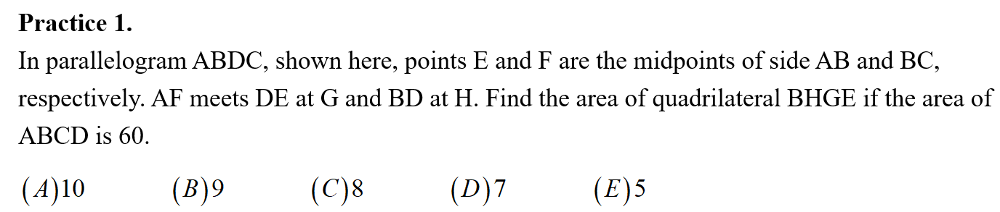 Practice 1.
In parallelogram ABDC, shown here, points E and F are the midpoints of side AB and BC,
respectively. AF meets DE at G and BD at H. Find the area of quadrilateral BHGE if the area of
ABCD is 60.
(A)10 (B)9 (C)8 (D)7 (E)5